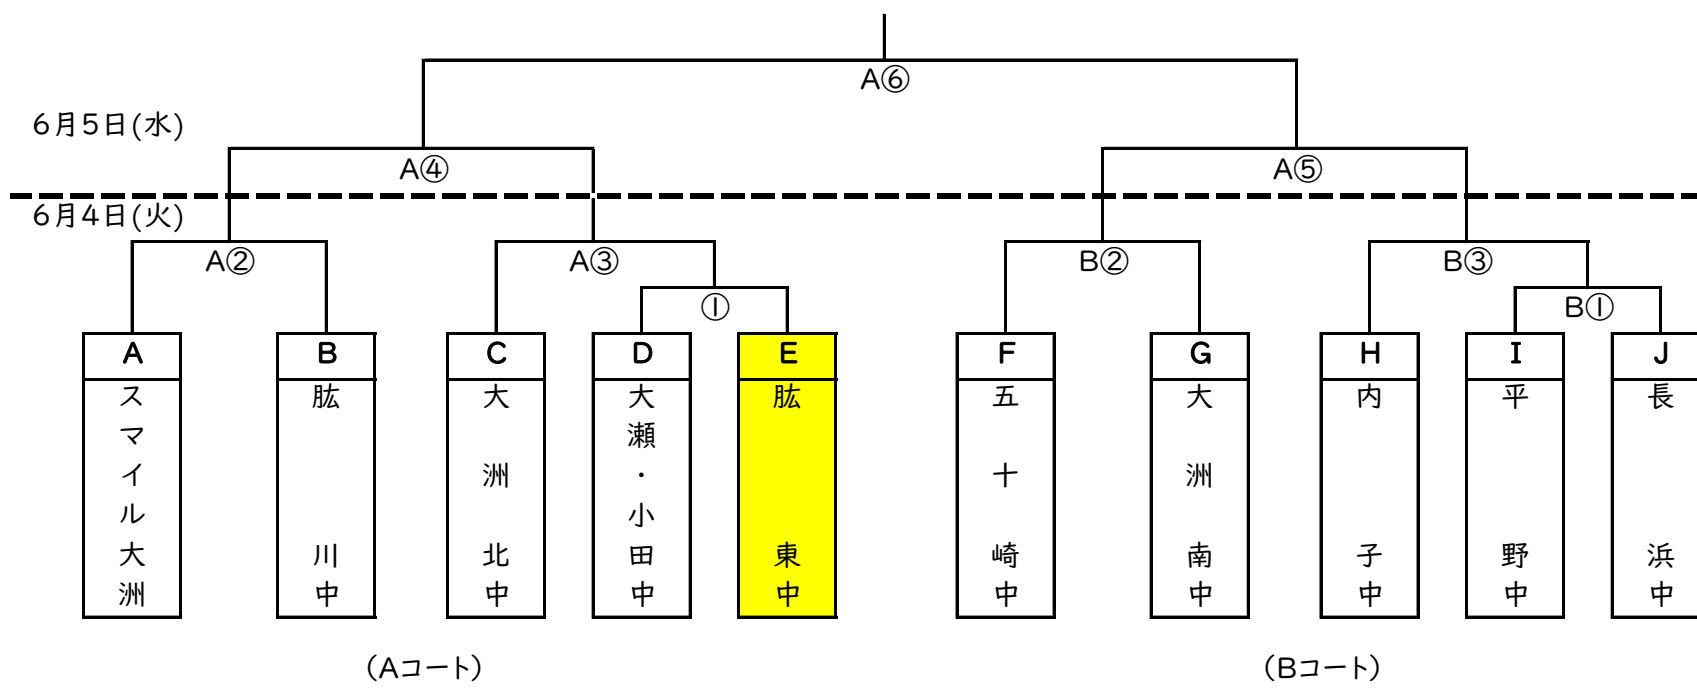 A⑥
6月5日(水)
A④
A⑤
6月4日(火)
A②
A③
B②
B③
①
B①
A
B
C
D
E
F
G
H
I
J
スマイル大洲
肱川中
大洲北中
大瀬・小田中
肱東中
五十崎中
大洲南中
内子中
平野中
長浜中
(Aコート)
(Bコート)